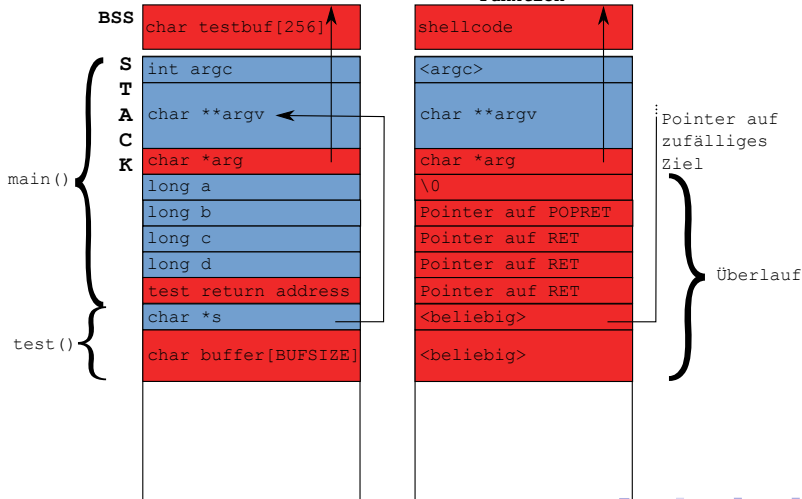 BSS
char testbuf[256]
shellcode
S
T
A
C
K
int argc
<argc>
char **argv
char **argv
Pointer auf
zufälliges
Ziel
char *arg
char *arg
main()
long a
\0
long b
Pointer auf POPRET
long c
Pointer auf RET
long d
Pointer auf RET
test return address
Pointer auf RET
Überlauf
char *s
<beliebig>
test()
char buffer[BUFSIZE]
<beliebig>